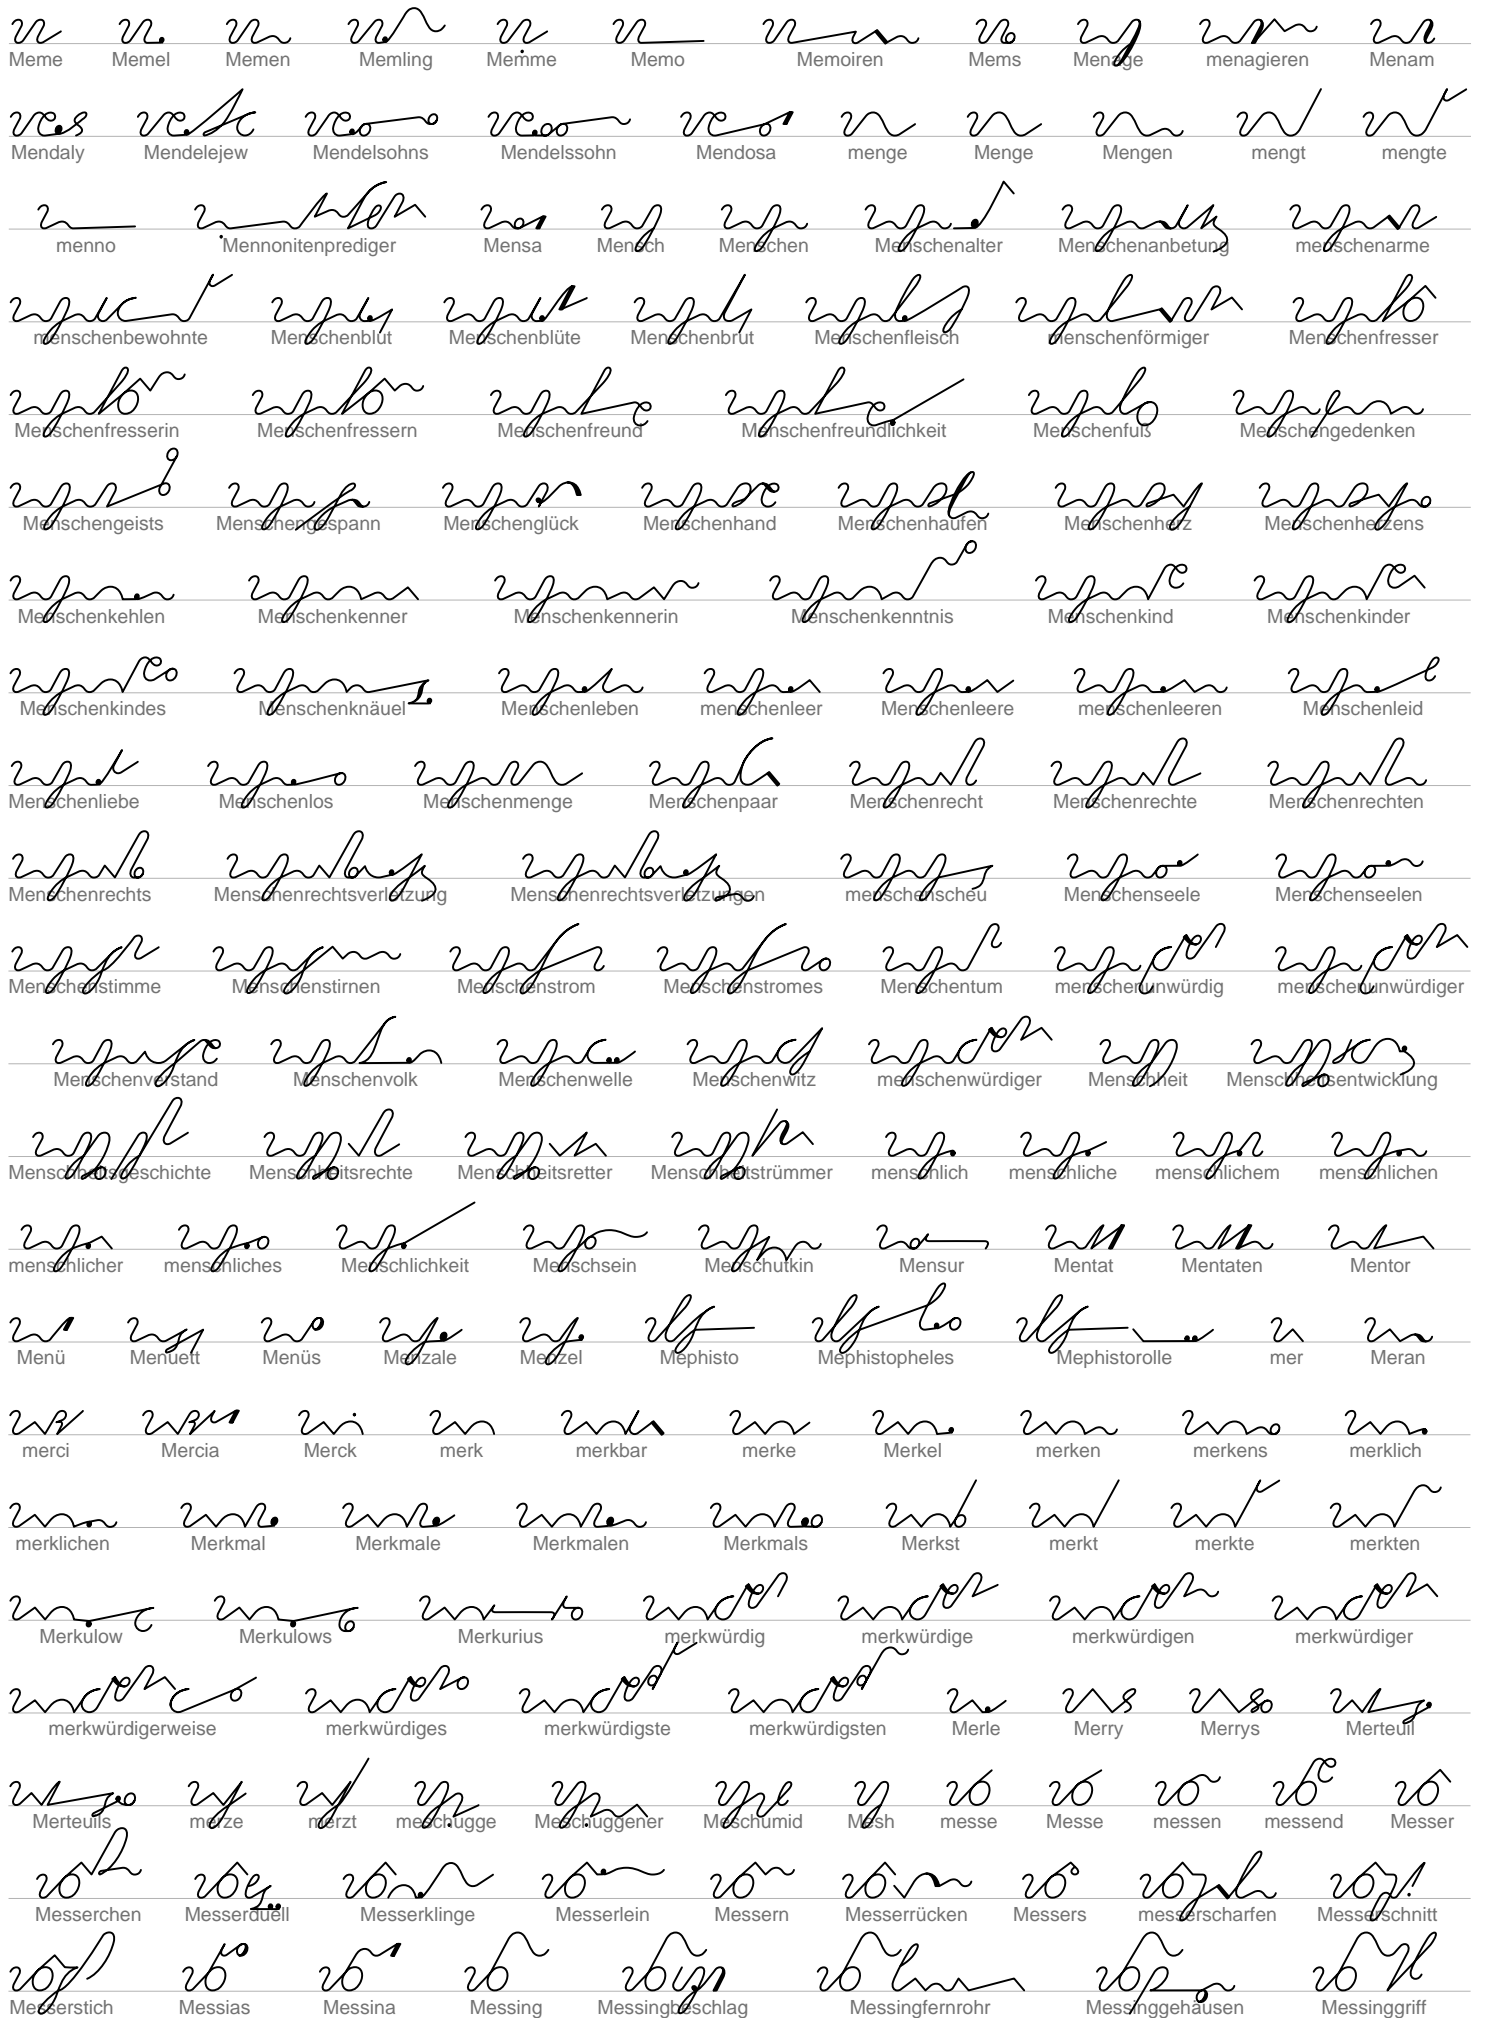 Meme Memel Memen Memling Memme Memo Memoiren Mems Menage menagieren Menam
Mendaly Mendelejew Mendelsohns Mendelssohn Mendosa menge Menge Mengen mengt mengte
menno Mennonitenprediger Mensa Mensch Menschen Menschenalter Menschenanbetung menschenarme
menschenbewohnte Menschenblut Menschenblüte Menschenbrut Menschenfleisch menschenförmiger Menschenfresser
Menschenfresserin Menschenfressern Menschenfreund Menschenfreundlichkeit Menschenfuß Menschengedenken
Menschengeists Menschengespann Menschenglück Menschenhand Menschenhaufen Menschenherz Menschenherzens
Menschenkehlen Menschenkenner Menschenkennerin Menschenkenntnis Menschenkind Menschenkinder
Menschenkindes Menschenknäuel Menschenleben menschenleer Menschenleere menschenleeren Menschenleid
Menschenliebe Menschenlos Menschenmenge Menschenpaar Menschenrecht Menschenrechte Menschenrechten
Menschenrechts Menschenrechtsverletzung Menschenrechtsverletzungen menschenscheu Menschenseele Menschenseelen
Menschenstimme Menschenstirnen Menschenstrom Menschenstromes Menschentum menschenunwürdig menschenunwürdiger
Menschenverstand Menschenvolk Menschenwelle Menschenwitz menschenwürdiger Menschheit Menschheitsentwicklung
Menschheitsgeschichte Menschheitsrechte Menschheitsretter Menschheitstrümmer menschlich menschliche menschlichem menschlichen
menschlicher menschliches Menschlichkeit Menschsein Menschutkin Mensur Mentat Mentaten Mentor
Menü Menuett Menüs Menzale Menzel Mephisto Mephistopheles Mephistorolle mer Meran
merci Mercia Merck merk merkbar merke Merkel merken merkens merklich
merklichen Merkmal Merkmale Merkmalen Merkmals Merkst merkt merkte merkten
Merkulow Merkulows Merkurius merkwürdig merkwürdige merkwürdigen merkwürdiger
merkwürdigerweise merkwürdiges merkwürdigste merkwürdigsten Merle Merry Merrys Merteuil
Merteuils merze merzt meschugge Meschuggener Meschumid Mesh messe Messe messen messend Messer
Messerchen Messerduell Messerklinge Messerlein Messern Messerrücken Messers messerscharfen Messerschnitt
Messerstich Messias Messina Messing Messingbeschlag Messingfernrohr Messinggehäusen Messinggriff